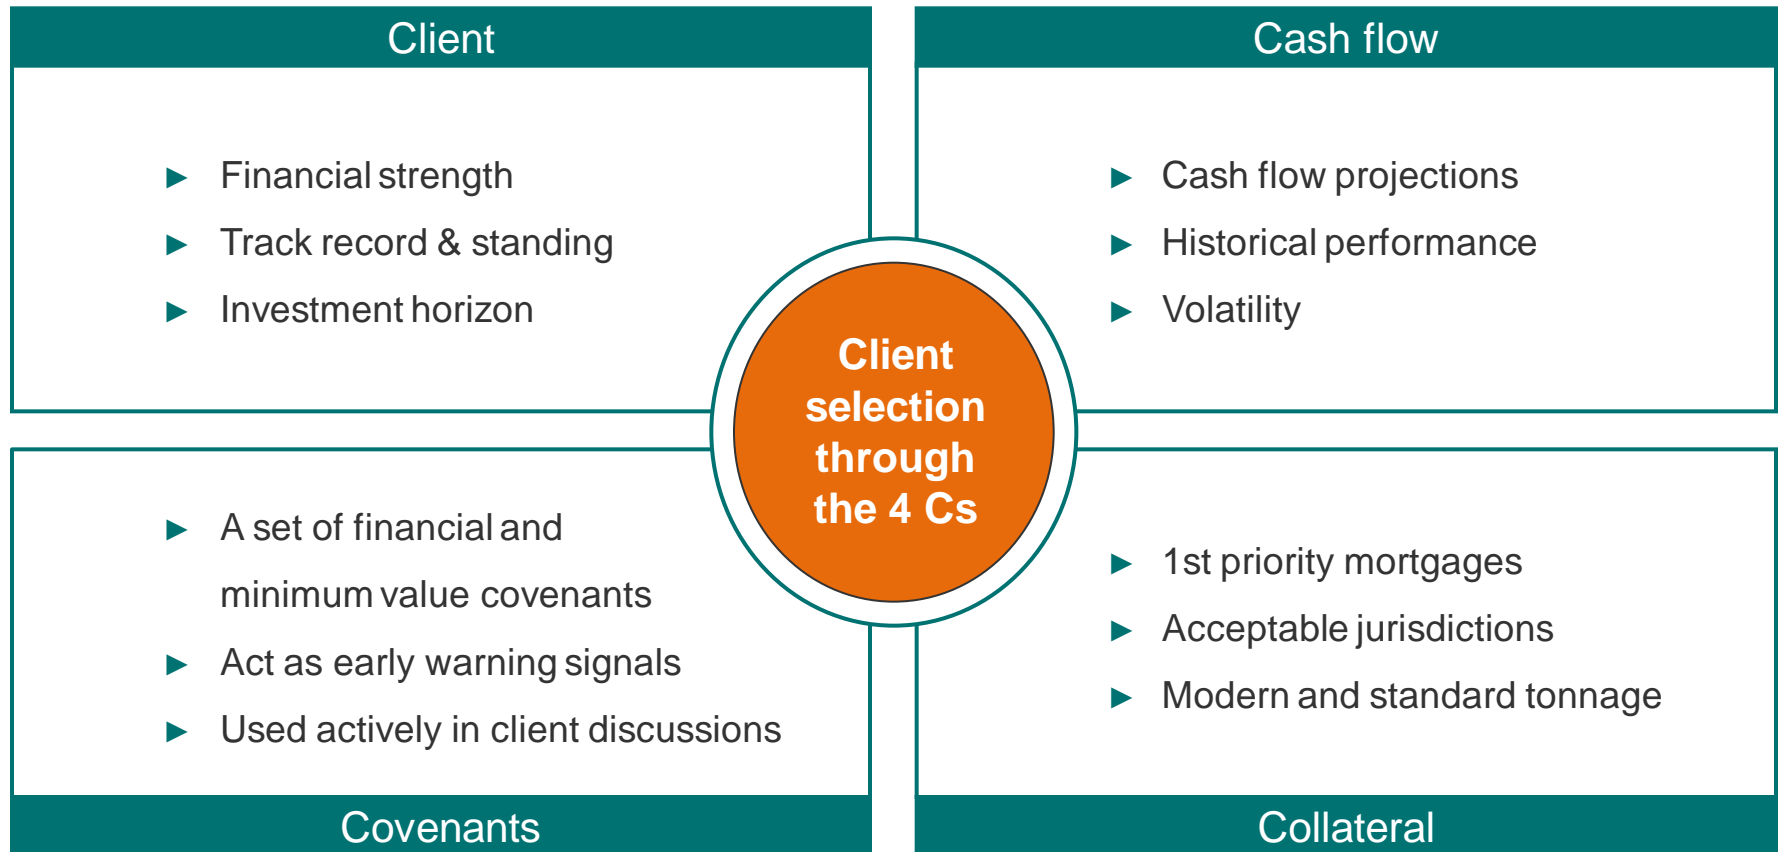 Client
► Financial strength
► Track record & standing
► Investment horizon
Cash flow
► Cash flow projections
► Historical performance
► Volatility
Client
selection
through
the 4 Cs
► A set of financial and
minimum value covenants
► Act as early warning signals
► Used actively in client discussions
Covenants
► 1st priority mortgages
► Acceptable jurisdictions
► Modern and standard tonnage
Collateral